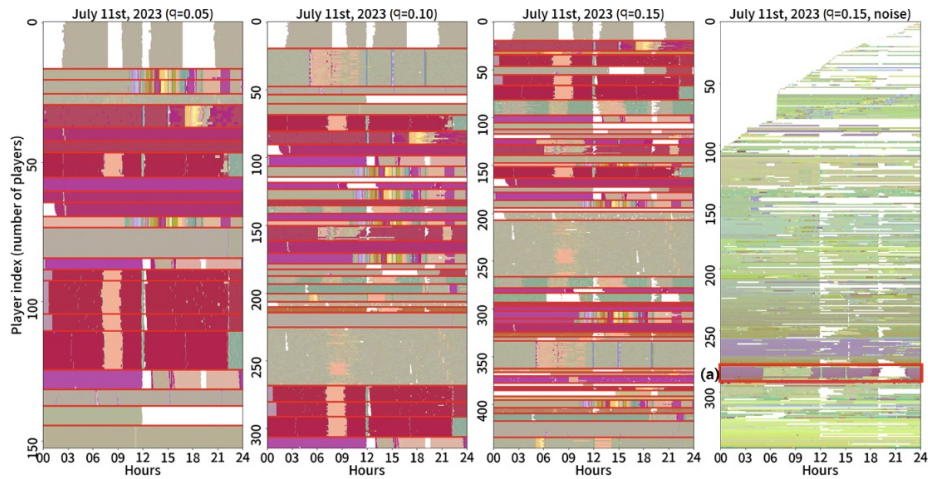 July 11st, 2023 (q=0.05)
July 11st, 2023 (q=0.10)
July 11st, 2023 (q=0.15)
July 11st, 2023 (q=0.15, noise)
Player index (number of players)
0
50
100
150
00 03 06 09 12 15 18 21 24
Hours
0
50
100
150
200
250
300
00 03 06 09 12 15 18 21 24
Hours
0
50
100
150
200
250
300
350
400
00 03 06 09 12 15 18 21 24
Hours
0
50
100
150
200
250
300
(a)
00 03 06 09 12 15 18 21 24
Hours